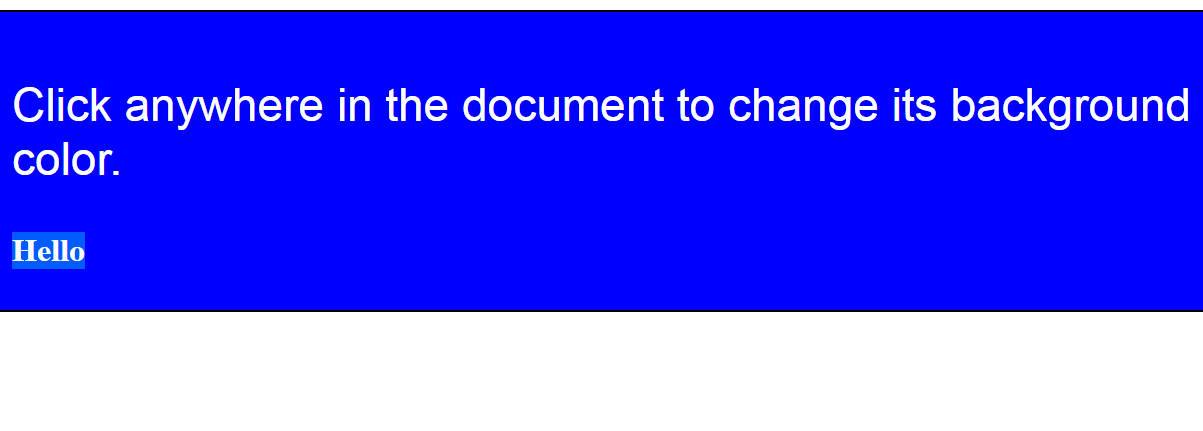 Click anywhere in the document to change its background
color.
Hello